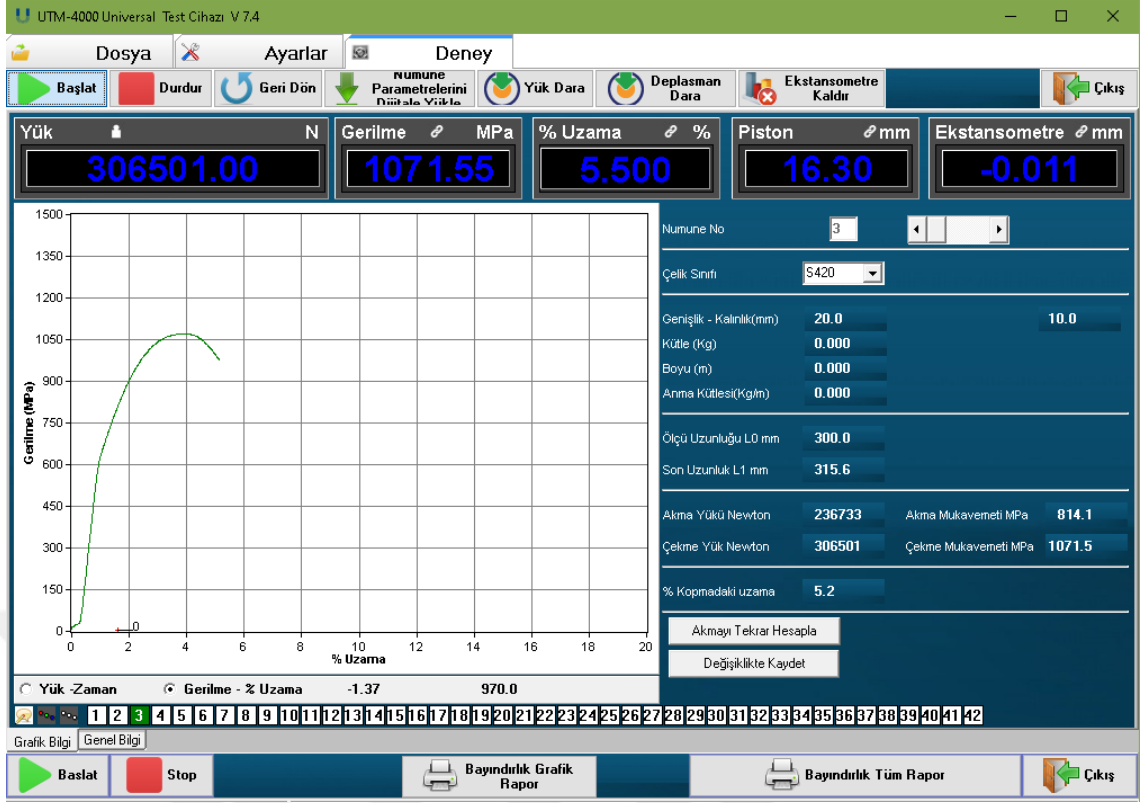 UTM-4000 Universal Test Cihazı V 7.4
Dosya Ayarlar Deney
Başlat Durdur Geri Dön Numune Parametrelerini Dijitale Yükle Yük Dara Deplasman Dara Ekstansometre Kaldır Çıkış
Yük N Gerilme MPa % Uzama % Piston mm Ekstansometre mm
306501.00 1071.55 5.500 16.30 -0.011
1500
1350
1200
1050
900
750
600
450
300
150
0
Gerilme (MPa)
0
0 2 4 6 8 10 12 14 16 18 20
% Uzama
Numune No 3
Çelik Sınıfı S420
Genişlik - Kalınlık(mm) 20.0 10.0
Kütle (Kg) 0.000
Boyu (m) 0.000
Anma Kütlesi(Kg/m) 0.000
Ölçü Uzunluğu L0 mm 300.0
Son Uzunluk L1 mm 315.6
Akma Yükü Newton 236733 Akma Mukavemeti MPa 814.1
Çekme Yük Newton 306501 Çekme Mukavemeti MPa 1071.5
% Kopmadaki uzama 5.2
Akmayı Tekrar Hesapla
Değişiklikte Kaydet
Yük -Zaman Gerilme - % Uzama -1.37 970.0
1 2 3 4 5 6 7 8 9 10 11 12 13 14 15 16 17 18 19 20 21 22 23 24 25 26 27 28 29 30 31 32 33 34 35 36 37 38 39 40 41 42
Grafik Bilgi Genel Bilgi
Baslat Stop Bayındırlık Grafik Rapor Bayındırlık Tüm Rapor Çıkış